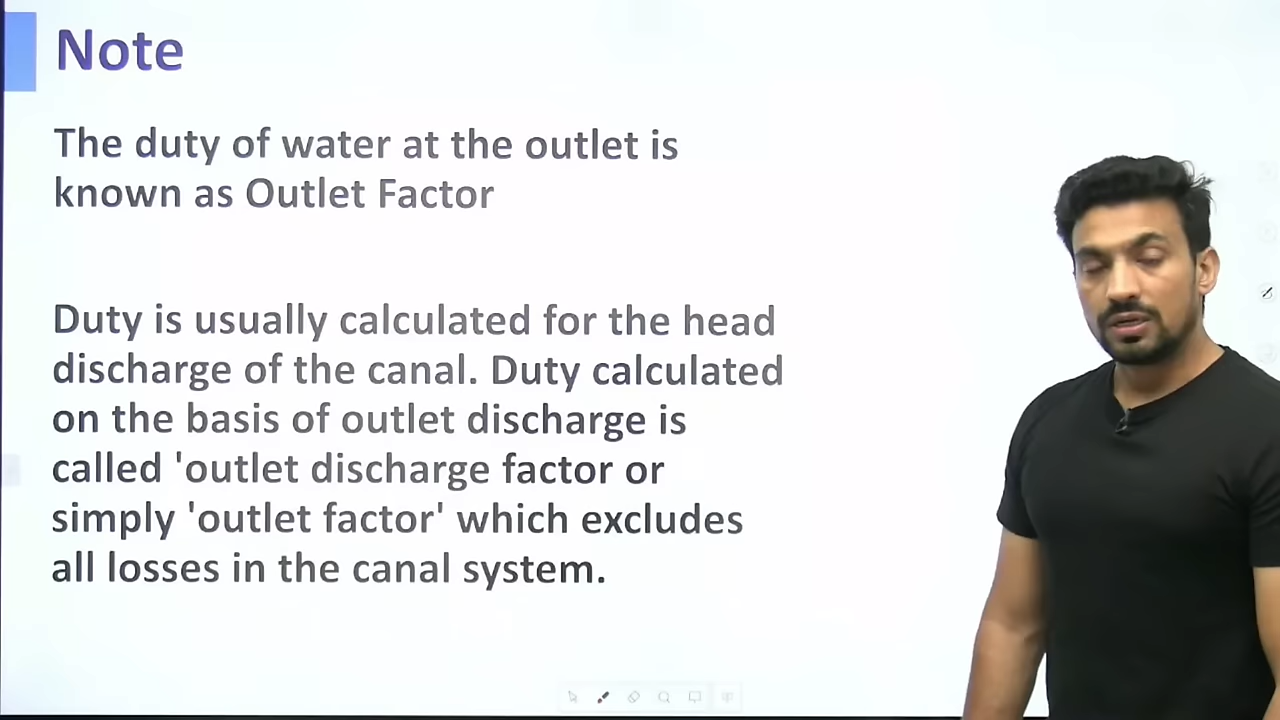 Note
The duty of water at the outlet is
known as Outlet Factor
Duty is usually calculated for the head
discharge of the canal. Duty calculated
on the basis of outlet discharge is
called 'outlet discharge factor or
simply 'outlet factor' which excludes
all losses in the canal system.